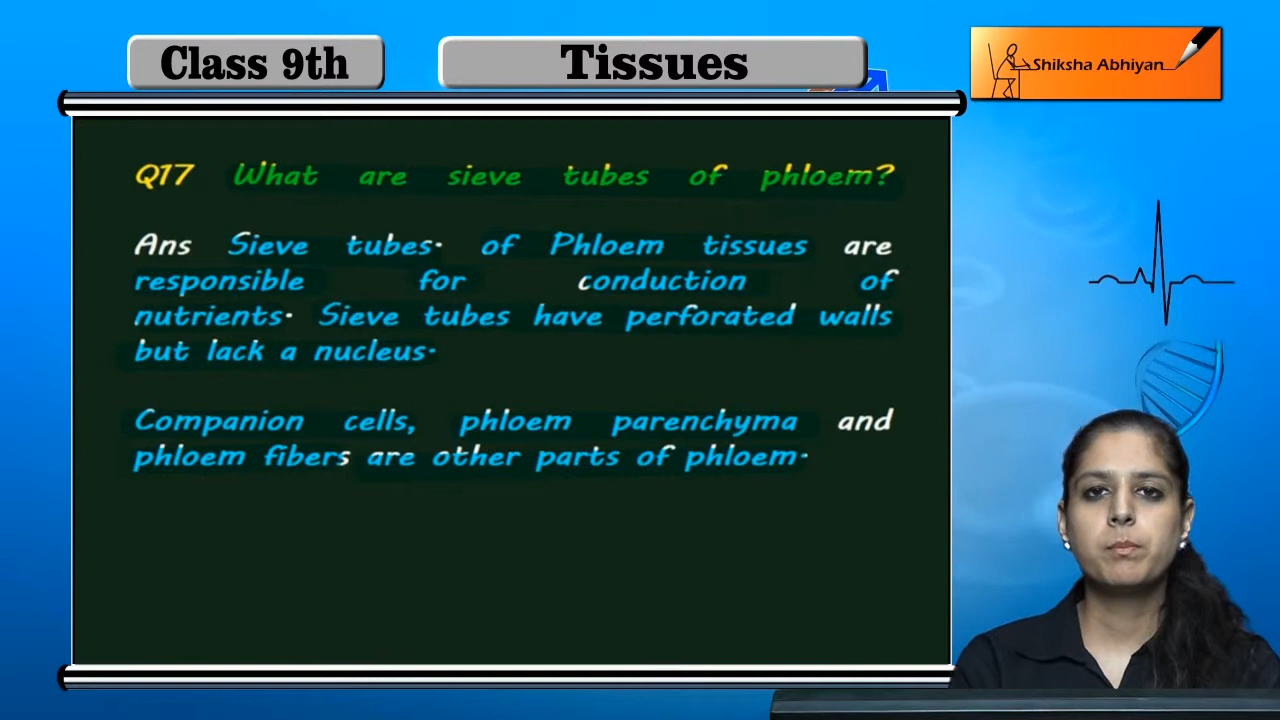 Class 9th
Tissues
Shiksha Abhiyan
Q17 What are sieve tubes of phloem?
Ans Sieve tubes. of Phloem tissues are
responsible for conduction of
nutrients. Sieve tubes have perforated walls
but lack a nucleus.
Companion cells, phloem parenchyma and
phloem fibers are other parts of phloem.